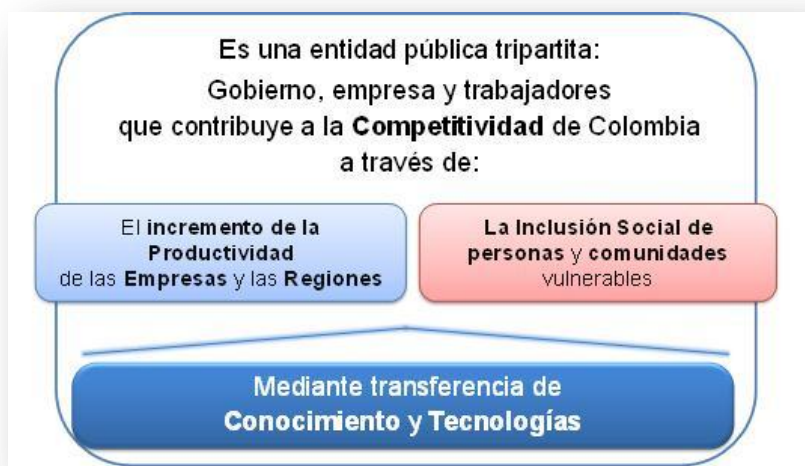 Es una entidad pública tripartita:
Gobierno, empresa y trabajadores
que contribuye a la Competitividad de Colombia
a través de:
El incremento de la
Productividad
de las Empresas y las Regiones
La Inclusión Social de
personas y comunidades
vulnerables
Mediante transferencia de
Conocimiento y Tecnologías